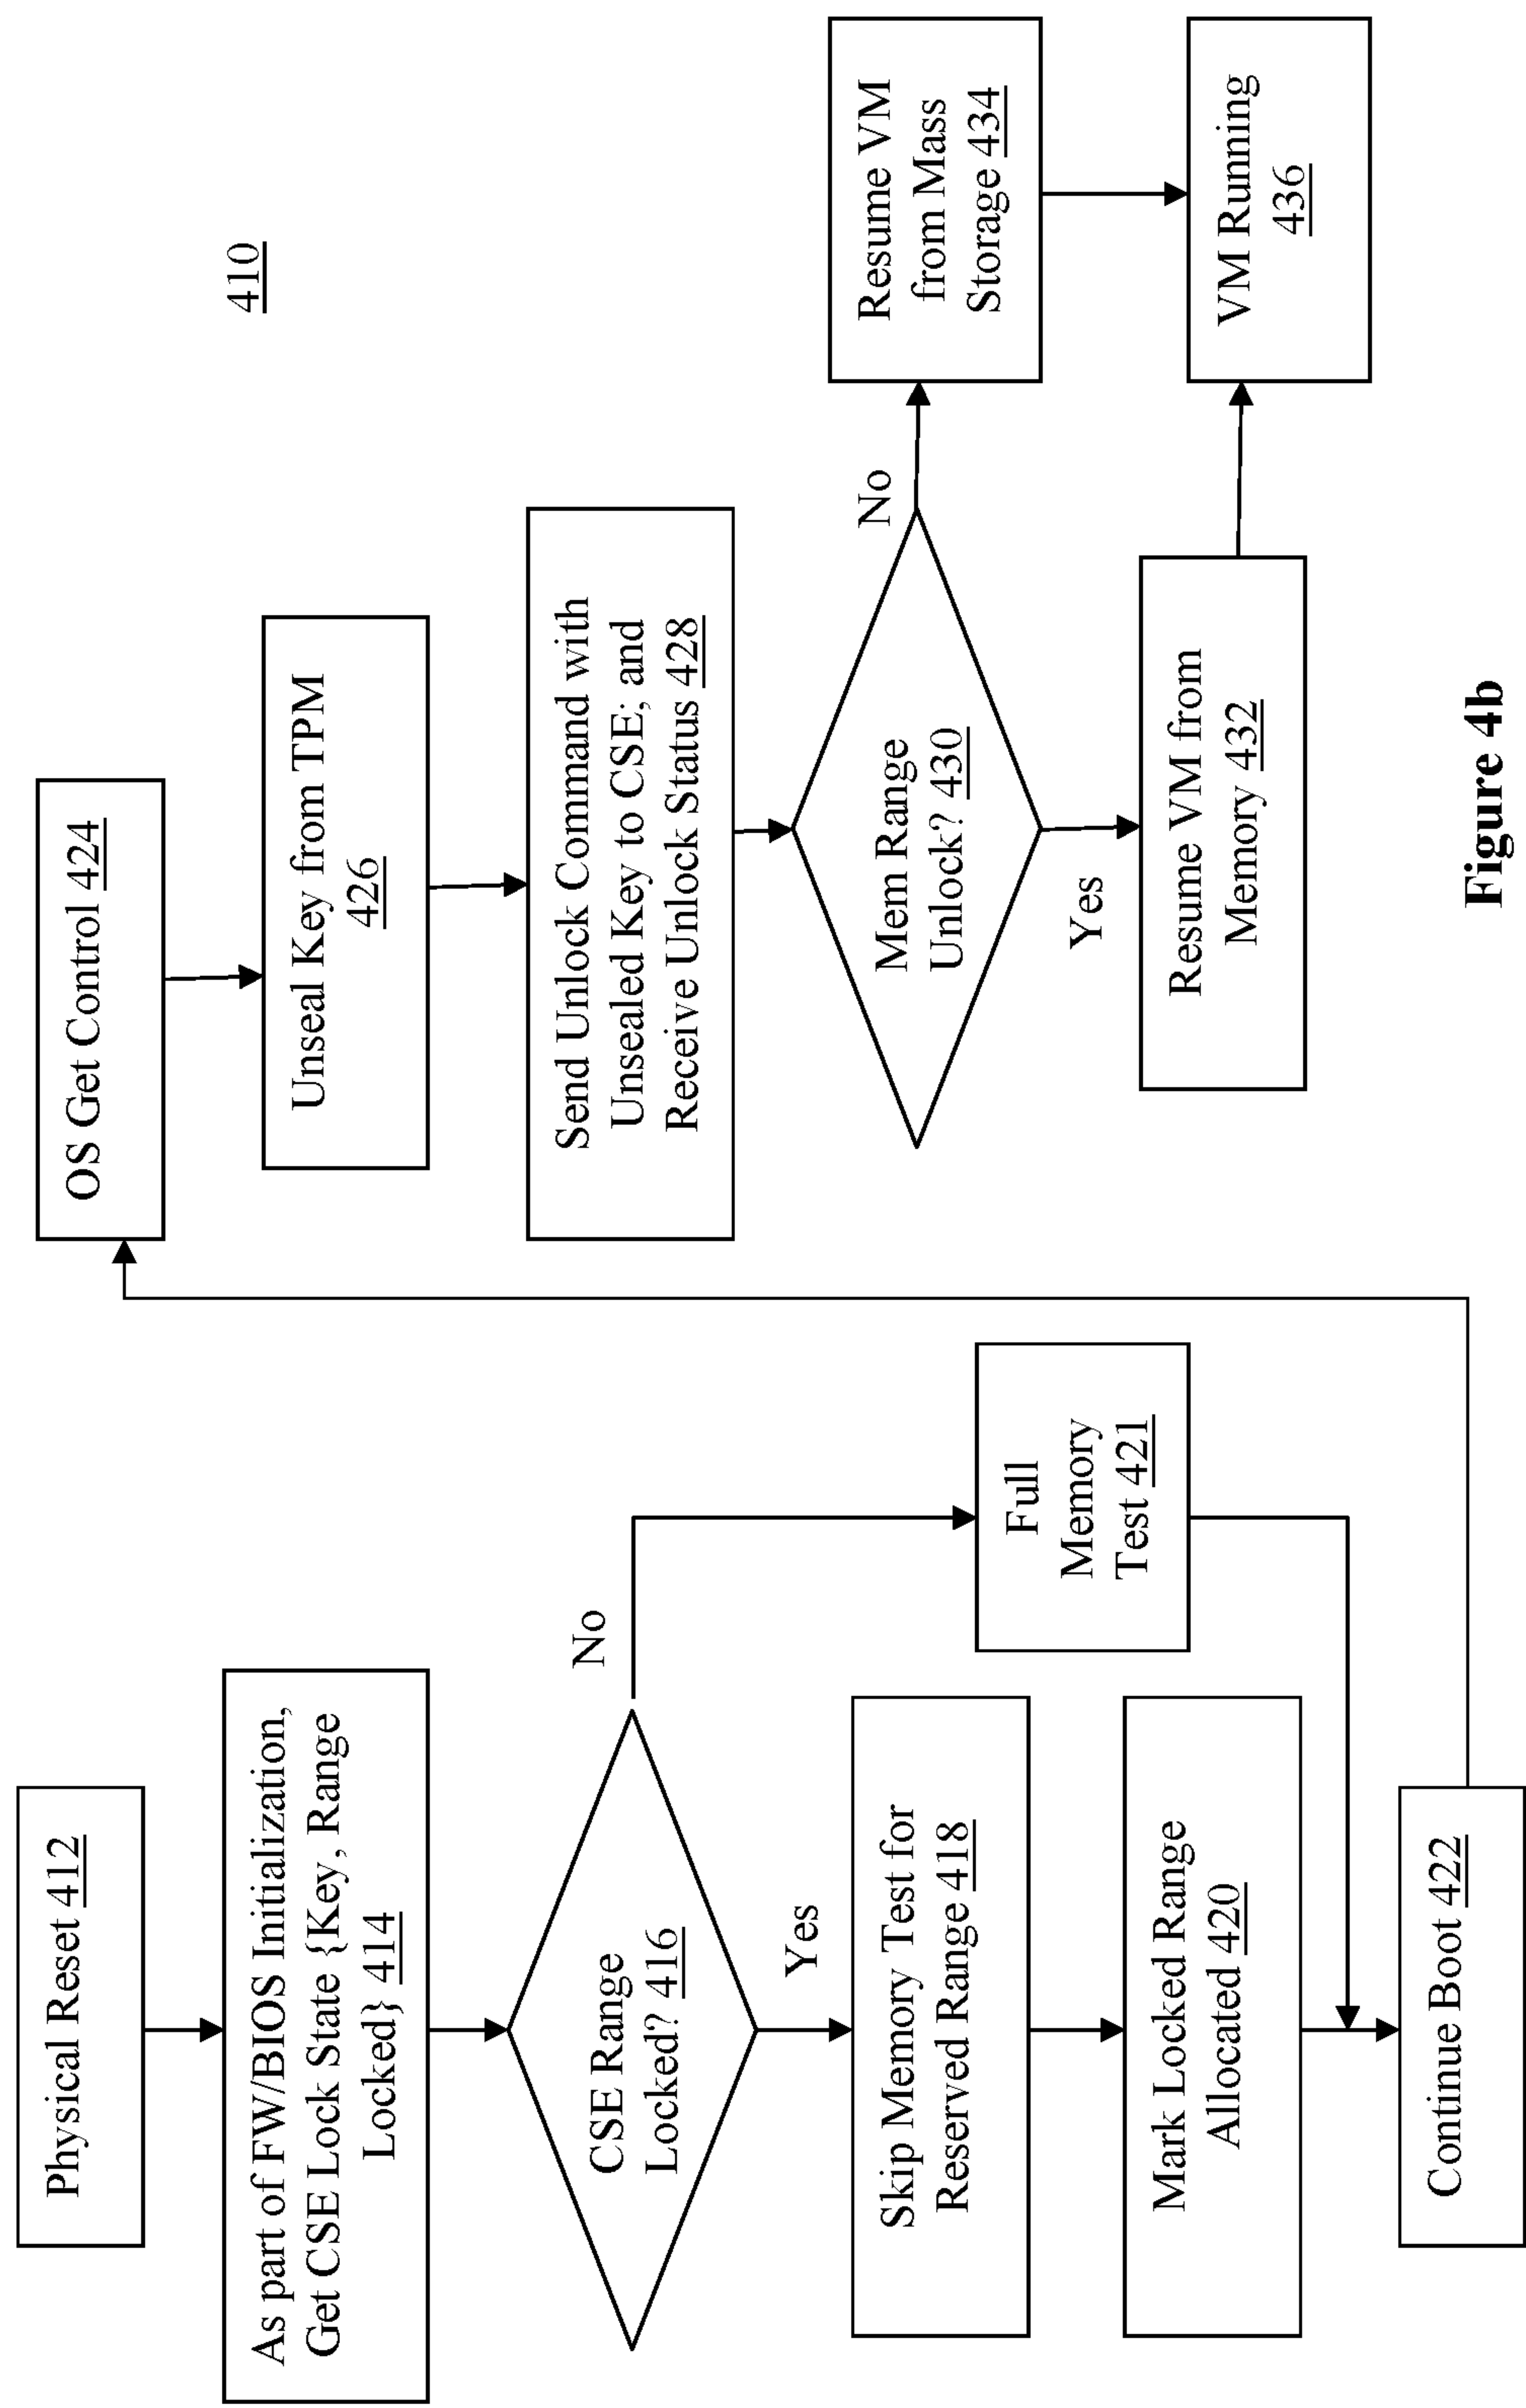 410
Physical Reset 412
As part of FW/BIOS Initialization,
Get CSE Lock State {Key, Range
Locked} 414
CSE Range
Locked? 416
No
Yes
Skip Memory Test for
Reserved Range 418
Full
Memory
Test 421
Mark Locked Range
Allocated 420
Continue Boot 422
OS Get Control 424
Unseal Key from TPM
426
Send Unlock Command with
Unsealed Key to CSE; and
Receive Unlock Status 428
Mem Range
Unlock? 430
No
Yes
Resume VM
from Mass
Storage 434
Resume VM from
Memory 432
VM Running
436
Figure 4b